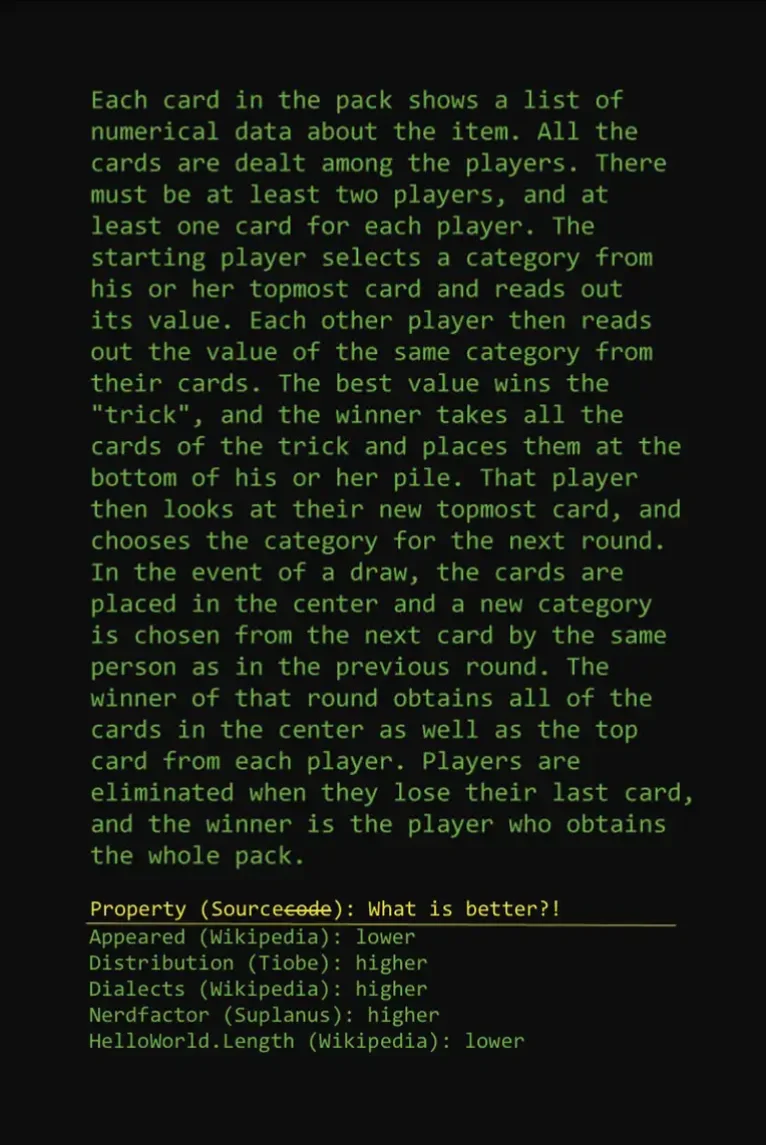 Each card in the pack shows a list of
numerical data about the item. All the
cards are dealt among the players. There
must be at least two players, and at
least one card for each player. The
starting player selects a category from
his or her topmost card and reads out
its value. Each other player then reads
out the value of the same category from
their cards. The best value wins the
"trick", and the winner takes all the
cards of the trick and places them at the
bottom of his or her pile. That player
then looks at their new topmost card, and
chooses the category for the next round.
In the event of a draw, the cards are
placed in the center and a new category
is chosen from the next card by the same
person as in the previous round. The
winner of that round obtains all of the
cards in the center as well as the top
card from each player. Players are
eliminated when they lose their last card,
and the winner is the player who obtains
the whole pack.
Property (Sourcecode): What is better?!
Appeared (Wikipedia): lower
Distribution (Tiobe): higher
Dialects (Wikipedia): higher
Nerdfactor (Suplanus): higher
HelloWorld.Length (Wikipedia): lower